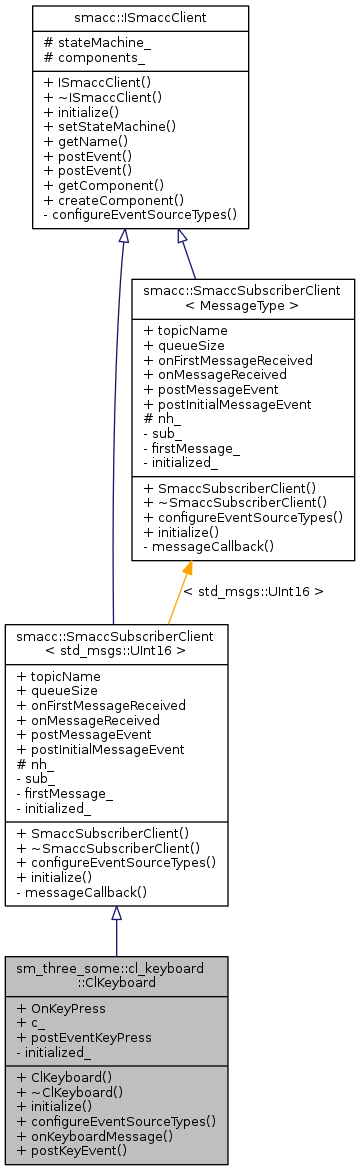 smacc::ISmaccClient
# stateMachine_
# components_
+ ISmaccClient()
+ ~ISmaccClient()
+ initialize()
+ setStateMachine()
+ getName()
+ postEvent()
+ postEvent()
+ getComponent()
+ createComponent()
- configureEventSourceTypes()
smacc::SmaccSubscriberClient
< MessageType >
+ topicName
+ queueSize
+ onFirstMessageReceived
+ onMessageReceived
+ postMessageEvent
+ postInitialMessageEvent
# nh_
- sub_
- firstMessage_
- initialized_
+ SmaccSubscriberClient()
+ ~SmaccSubscriberClient()
+ configureEventSourceTypes()
+ initialize()
- messageCallback()
< std_msgs::UInt16 >
smacc::SmaccSubscriberClient
< std_msgs::UInt16 >
+ topicName
+ queueSize
+ onFirstMessageReceived
+ onMessageReceived
+ postMessageEvent
+ postInitialMessageEvent
# nh_
- sub_
- firstMessage_
- initialized_
+ SmaccSubscriberClient()
+ ~SmaccSubscriberClient()
+ configureEventSourceTypes()
+ initialize()
- messageCallback()
sm_three_some::cl_keyboard
::ClKeyboard
+ OnKeyPress
+ c_
+ postEventKeyPress
- initialized_
+ ClKeyboard()
+ ~ClKeyboard()
+ initialize()
+ configureEventSourceTypes()
+ onKeyboardMessage()
+ postKeyEvent()